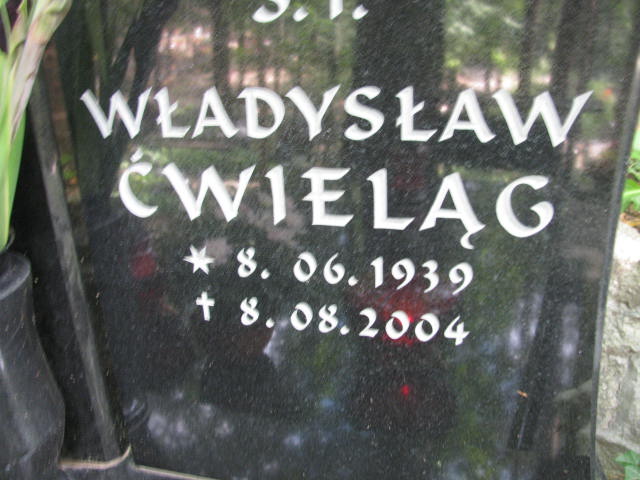 Ś.P.
WŁADYSŁAW
ĆWIELĄG
* 8. 06. 1939
† 8. 08. 2004